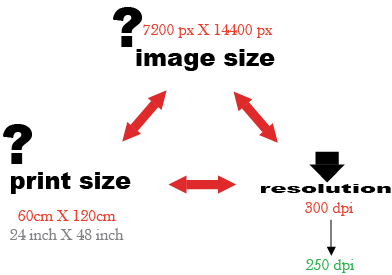 ?
7200 px X 14400 px
image size
?
print size
60cm X 120cm
24 inch X 48 inch
resolution
300 dpi
250 dpi